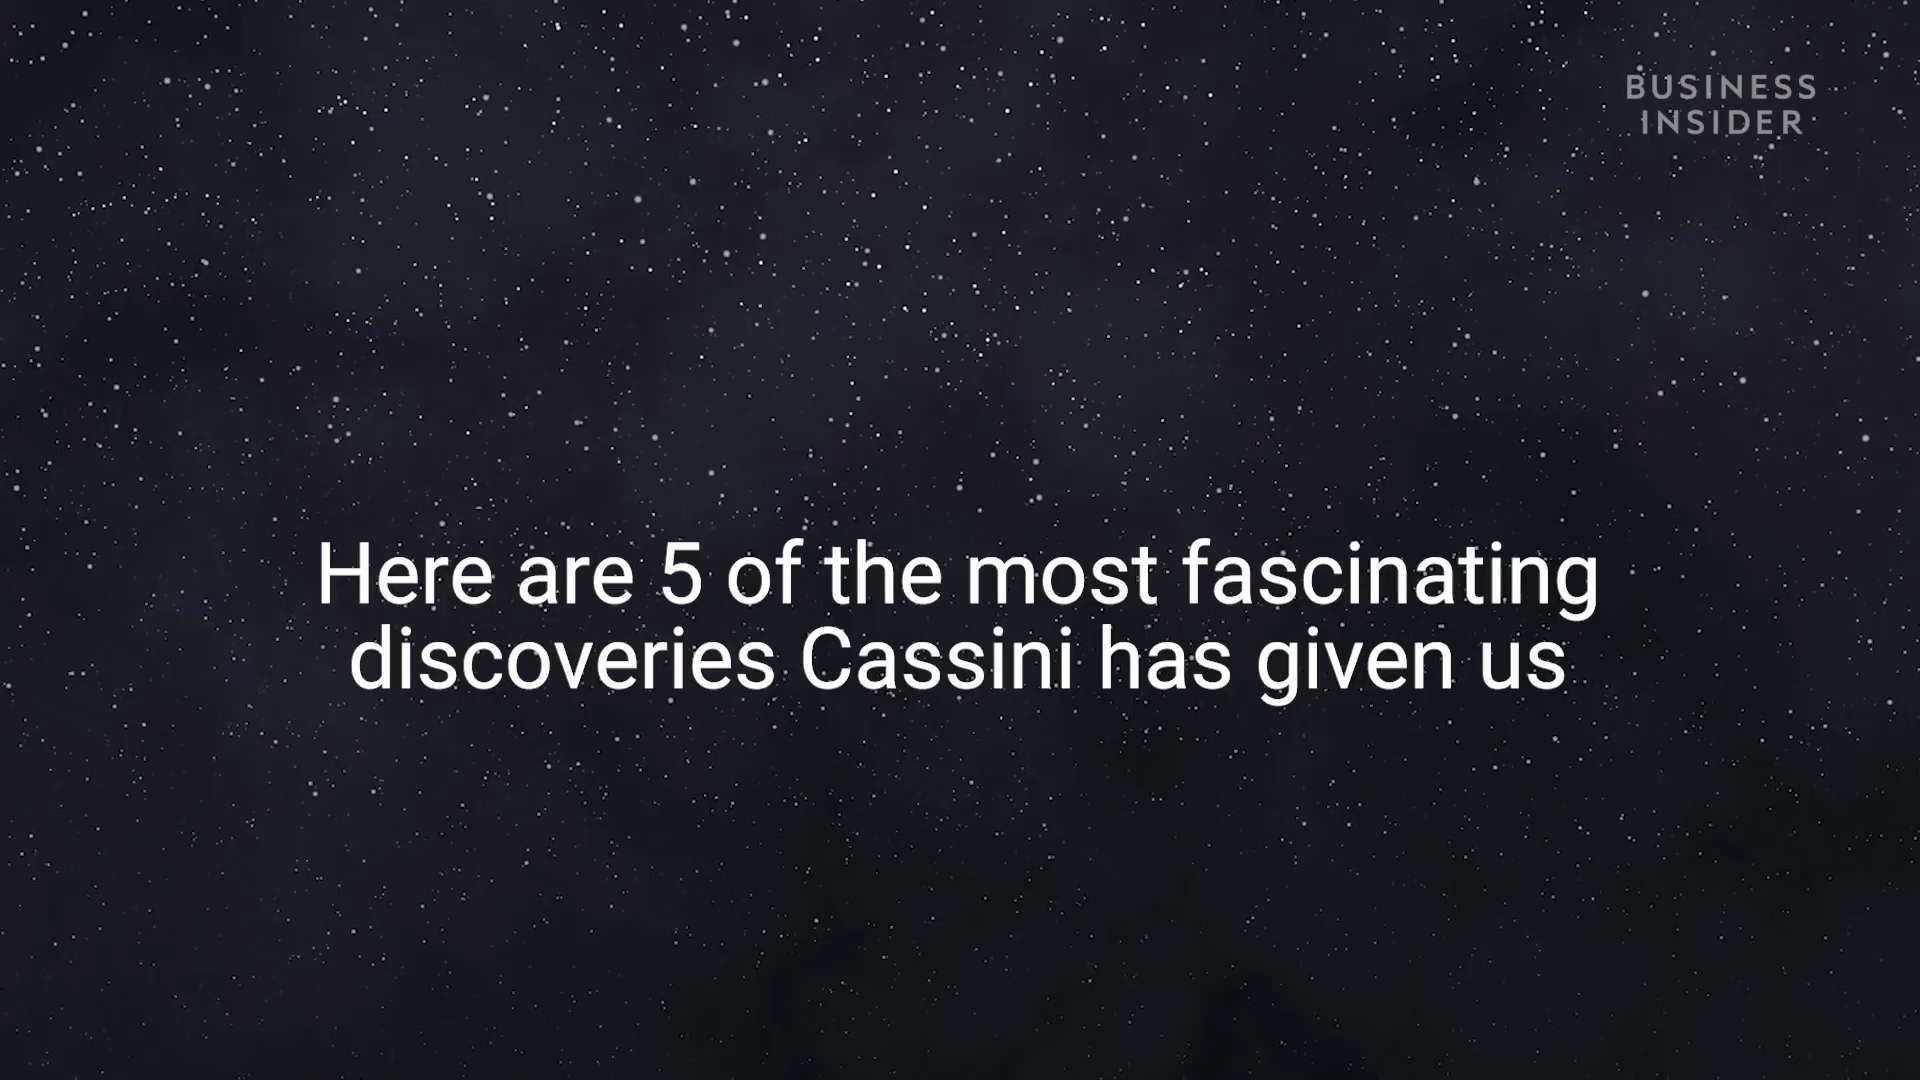 BUSINESS
INSIDER
Here are 5 of the most fascinating
discoveries Cassini has given us